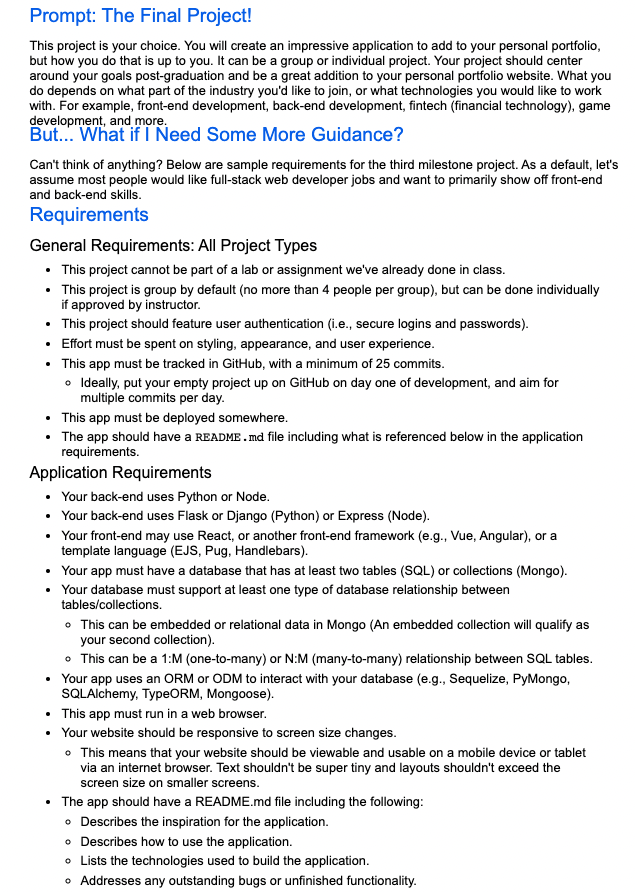 Prompt: The Final Project!
This project is your choice. You will create an impressive application to add to your personal portfolio,
but how you do that is up to you. It can be a group or individual project. Your project should center
around your goals post-graduation and be a great addition to your personal portfolio website. What you
do depends on what part of the industry you'd like to join, or what technologies you would like to work
with. For example, front-end development, back-end development, fintech (financial technology), game
development, and more.
But... What if I Need Some More Guidance?
Can't think of anything? Below are sample requirements for the third milestone project. As a default, let's
assume most people would like full-stack web developer jobs and want to primarily show off front-end
and back-end skills.
Requirements
General Requirements: All Project Types
• This project cannot be part of a lab or assignment we've already done in class.
• This project is group by default (no more than 4 people per group), but can be done individually
if approved by instructor.
• This project should feature user authentication (i.e., secure logins and passwords).
• Effort must be spent on styling, appearance, and user experience.
• This app must be tracked in GitHub, with a minimum of 25 commits.
◦ Ideally, put your empty project up on GitHub on day one of development, and aim for
multiple commits per day.
• This app must be deployed somewhere.
• The app should have a README.md file including what is referenced below in the application
requirements.
Application Requirements
• Your back-end uses Python or Node.
• Your back-end uses Flask or Django (Python) or Express (Node).
• Your front-end may use React, or another front-end framework (e.g., Vue, Angular), or a
template language (EJS, Pug, Handlebars).
• Your app must have a database that has at least two tables (SQL) or collections (Mongo).
• Your database must support at least one type of database relationship between
tables/collections.
◦ This can be embedded or relational data in Mongo (An embedded collection will qualify as
your second collection).
◦ This can be a 1:M (one-to-many) or N:M (many-to-many) relationship between SQL tables.
• Your app uses an ORM or ODM to interact with your database (e.g., Sequelize, PyMongo,
SQLAlchemy, TypeORM, Mongoose).
• This app must run in a web browser.
• Your website should be responsive to screen size changes.
◦ This means that your website should be viewable and usable on a mobile device or tablet
via an internet browser. Text shouldn't be super tiny and layouts shouldn't exceed the
screen size on smaller screens.
• The app should have a README.md file including the following:
◦ Describes the inspiration for the application.
◦ Describes how to use the application.
◦ Lists the technologies used to build the application.
◦ Addresses any outstanding bugs or unfinished functionality.